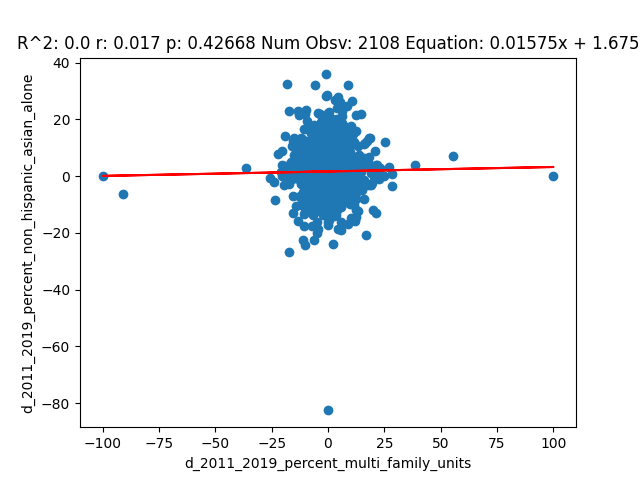 R^2: 0.0 r: 0.017 p: 0.42668 Num Obsv: 2108 Equation: 0.01575x + 1.675
d_2011_2019_percent_non_hispanic_asian_alone
40
20
0
−20
−40
−60
−80
−100 −75 −50 −25 0 25 50 75 100
d_2011_2019_percent_multi_family_units